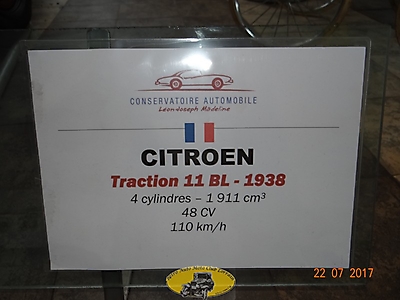 CONSERVATOIRE AUTOMOBILE
Léon-Joseph Madeline
CITROEN
Traction 11 BL - 1938
4 cylindres – 1 911 cm³
48 CV
110 km/h
22 07 2017